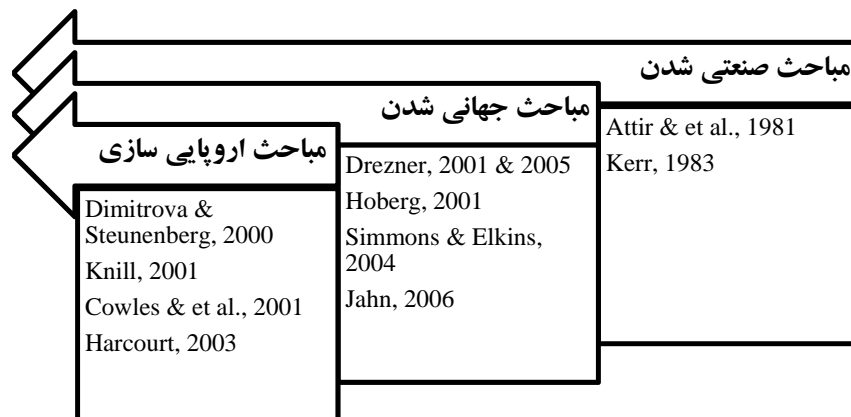 مباحث صنعتی شدن
Attir & et al., 1981
Kerr, 1983
مباحث جهانی شدن
Drezner, 2001 & 2005
Hoberg, 2001
Simmons & Elkins,
2004
Jahn, 2006
مباحث اروپایی سازی
Dimitrova &
Steunenberg, 2000
Knill, 2001
Cowles & et al., 2001
Harcourt, 2003